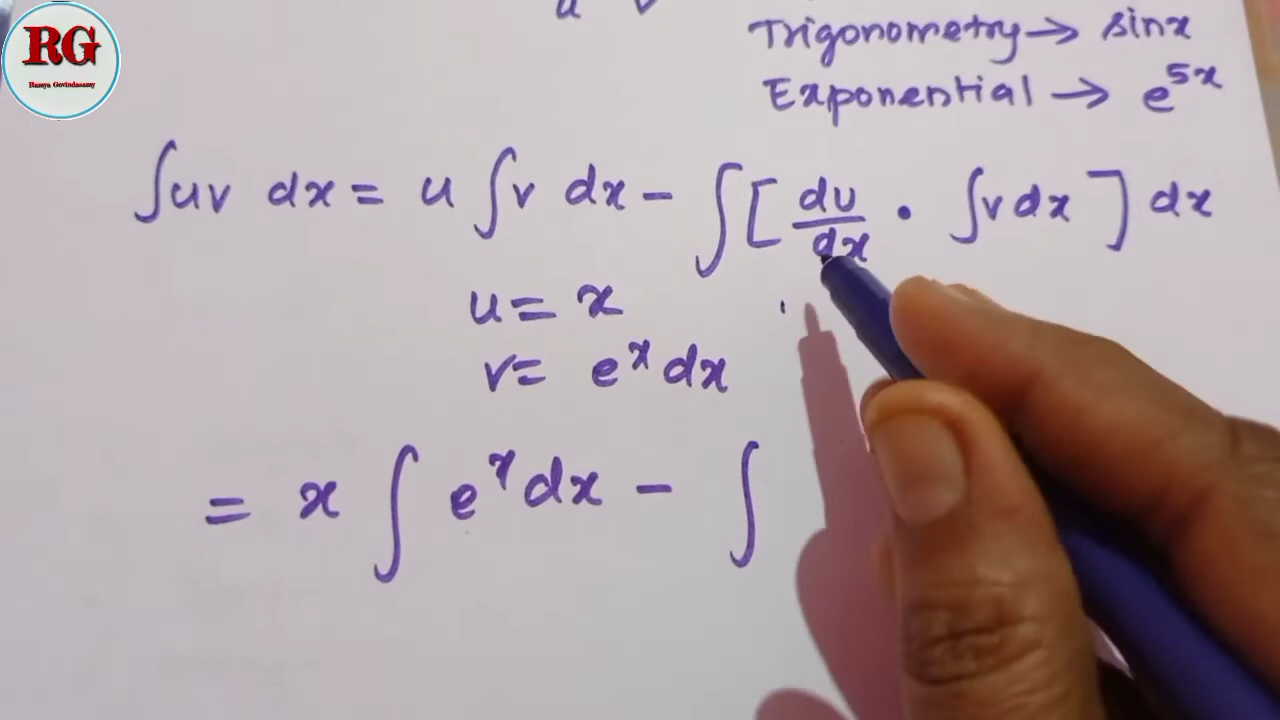 RG
Ramya Govindasamy
u v
Trigonometry → sinx
Exponential → e^5x
∫uv dx = u ∫v dx - ∫[du/dx · ∫v dx] dx
u = x
v = e^x dx
= x ∫ e^x dx - ∫